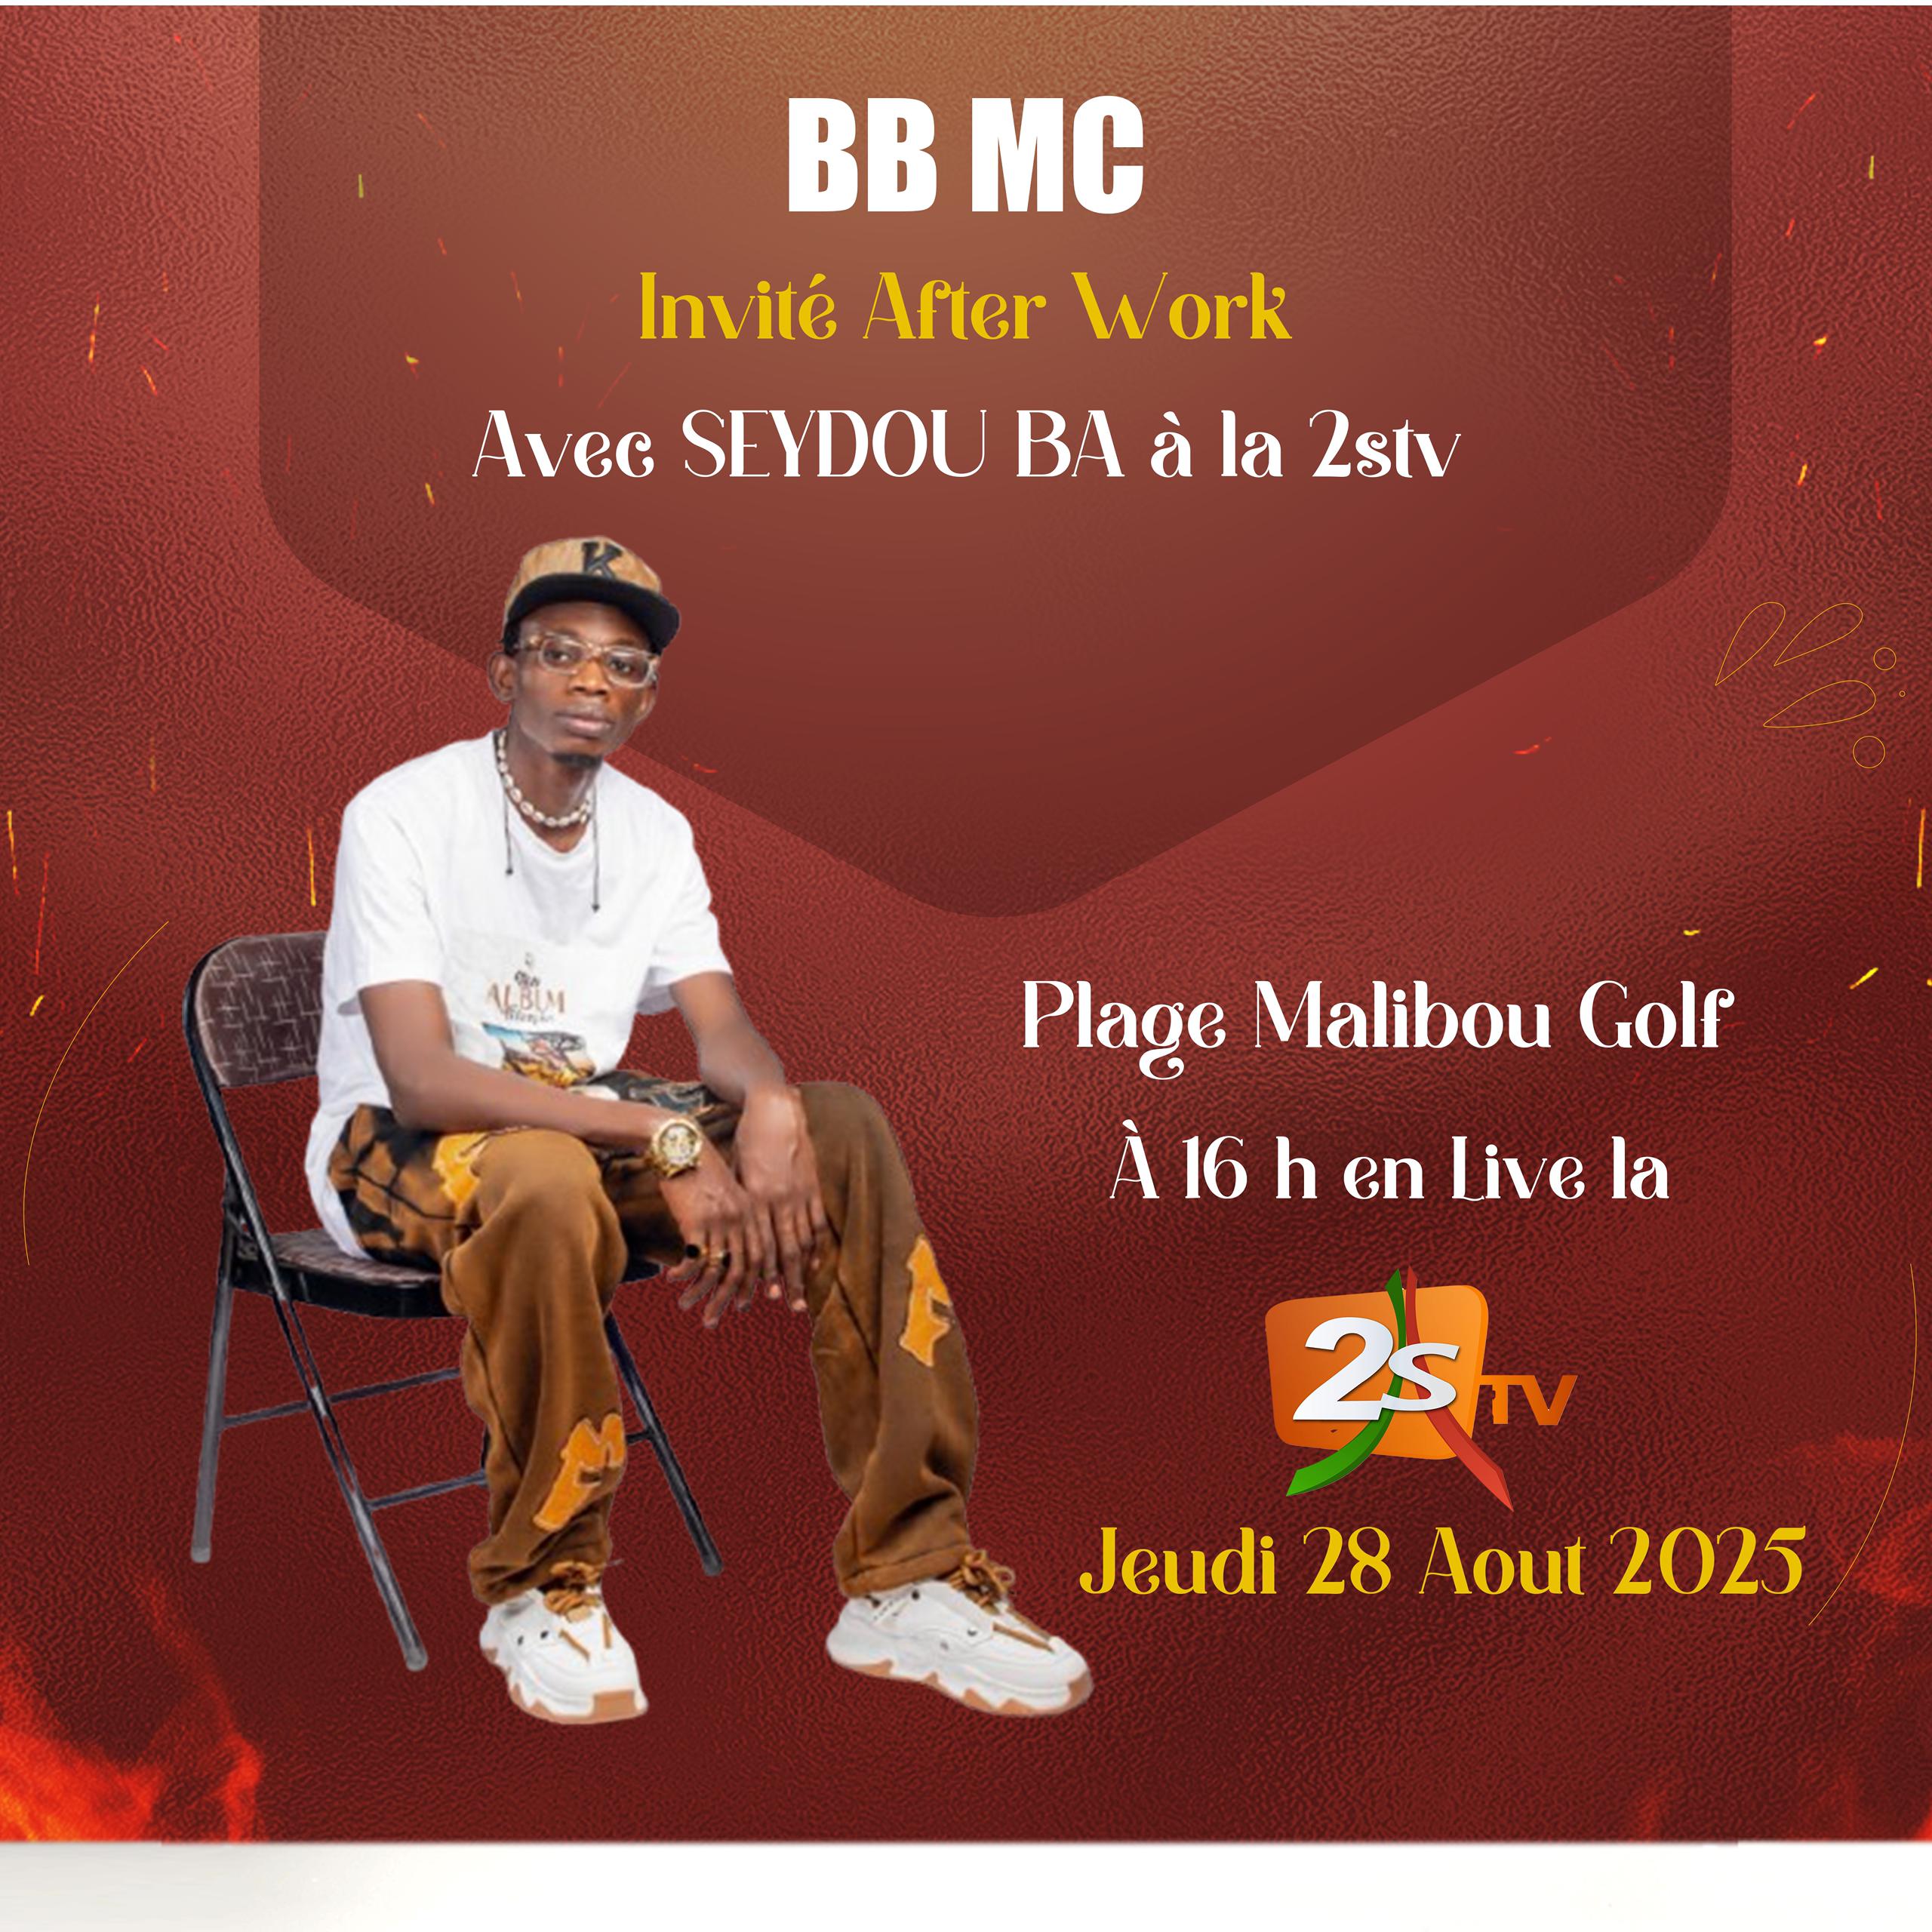 BB MC
Invité After Work
Avec SEYDOU BA à la 2stv
K
ALBUM
Plage Malibou Golf
À 16 h en Live la
2s TV
Jeudi 28 Aout 2025